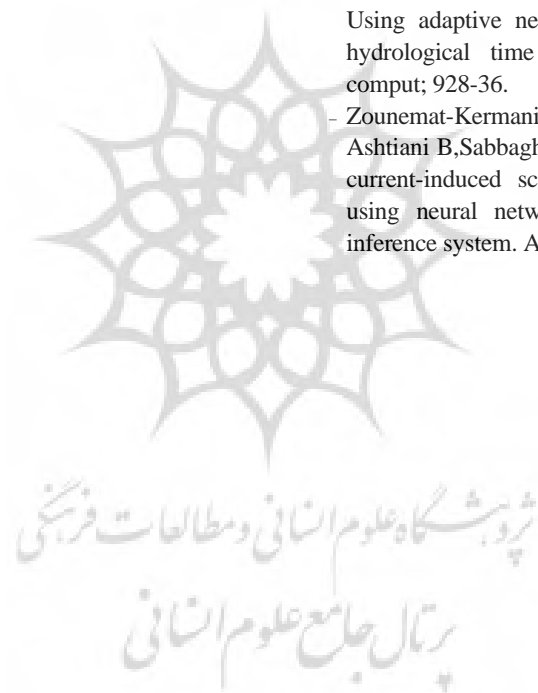 Using adaptive ne
hydrological time
comput; 928-36.
- Zounemat-Kermani
Ashtiani B,Sabbagh
current-induced sc
using neural netw
inference system. A
پژوهشگاه علوم انسانی و مطالعات فرهنگی
پرتال جامع علوم انسانی